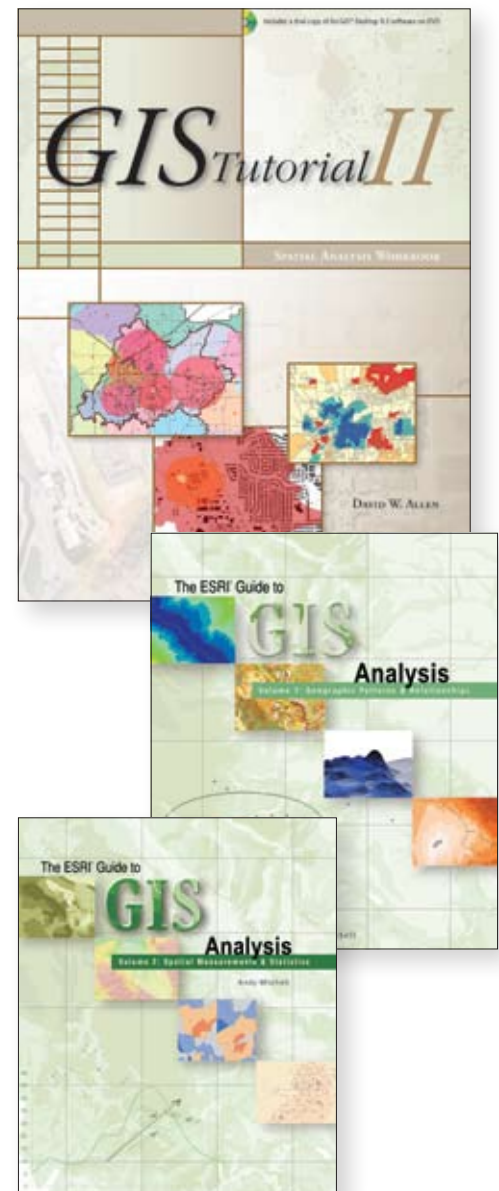 Includes a trial copy of ArcGIS® Desktop 9.3 software on DVD
GIS Tutorial II
SPATIAL ANALYSIS WORKBOOK
DAVID W. ALLEN
The ESRI® Guide to
GIS
Analysis
Volume 1: Geographic Patterns & Relationships
The ESRI® Guide to
GIS
Analysis
Volume 2: Spatial Measurements & Statistics
Andy Mitchell